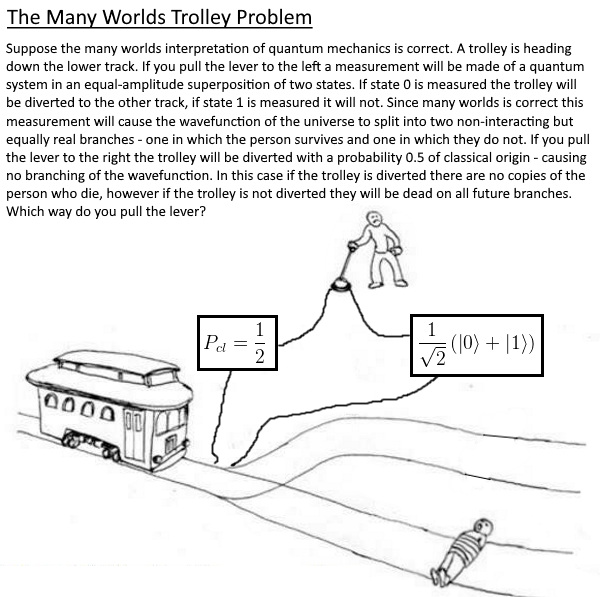 The Many Worlds Trolley Problem
Suppose the many worlds interpretation of quantum mechanics is correct. A trolley is heading
down the lower track. If you pull the lever to the left a measurement will be made of a quantum
system in an equal-amplitude superposition of two states. If state 0 is measured the trolley will
be diverted to the other track, if state 1 is measured it will not. Since many worlds is correct this
measurement will cause the wavefunction of the universe to split into two non-interacting but
equally real branches - one in which the person survives and one in which they do not. If you pull
the lever to the right the trolley will be diverted with a probability 0.5 of classical origin - causing
no branching of the wavefunction. In this case if the trolley is diverted there are no copies of the
person who die, however if the trolley is not diverted they will be dead on all future branches.
Which way do you pull the lever?
P_cl = 1/2
1/√2 (|0⟩ + |1⟩)